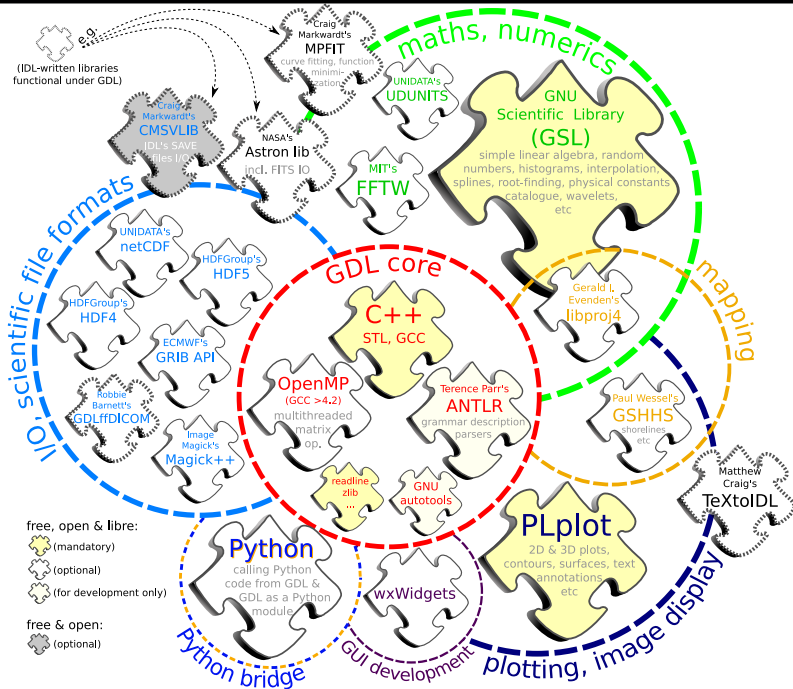 e.g.
(IDL-written libraries
functional under GDL)
Craig
Markwardt's
MPFIT
curve fitting, function
minimi-
zation
maths, numerics
UNIDATA's
UDUNITS
GNU
Scientific Library
(GSL)
simple linear algebra, random
numbers, histograms, interpolation,
splines, root-finding, physical constants
catalogue, wavelets,
etc
Craig
Markwardt's
CMSVLIB
IDL's SAVE
files I/O
NASA's
Astron lib
incl. FITS IO
MIT's
FFTW
I/O, scientific file formats
UNIDATA's
netCDF
HDFGroup's
HDF5
HDFGroup's
HDF4
ECMWF's
GRIB API
Robbie
Barnett's
GDLffDICOM
Image
Magick's
Magick++
GDL core
C++
STL, GCC
OpenMP
(GCC >4.2)
multithreaded
matrix
op.
Terence Parr's
ANTLR
grammar description
parsers
readline
zlib
...
GNU
autotools
mapping
Gerald I.
Evenden's
libproj4
Paul Wessel's
GSHHS
shorelines
etc
Matthew
Craig's
TeXtoIDL
PLplot
2D & 3D plots,
contours, surfaces, text
annotations
etc
plotting, image display
Python
calling Python
code from GDL &
GDL as a Python
module
Python bridge
wxWidgets
GUI development
free, open & libre:
(mandatory)
(optional)
(for development only)
free & open:
(optional)